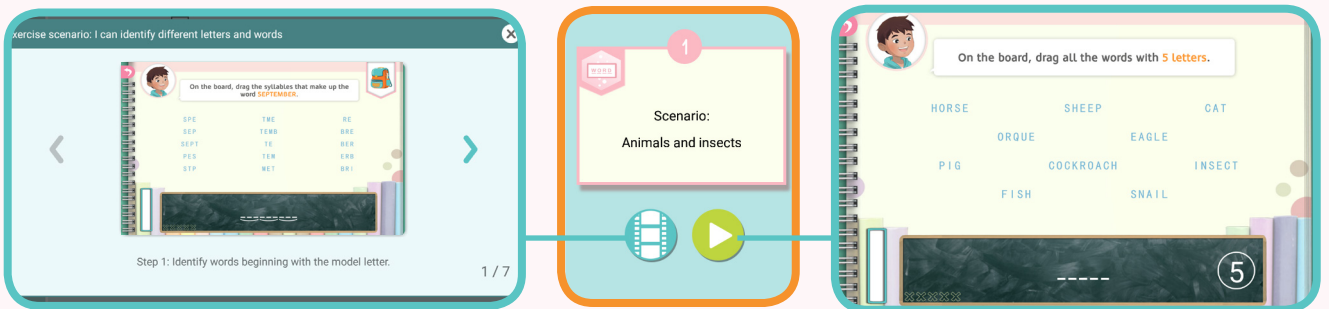 xercise scenario: I can identify different letters and words
On the board, drag the syllables that make up the
word SEPTEMBER.
SPE TME RE
SEP TEMB BRE
SEPT TE BER
PES TEM ERB
STP MET BRI
Step 1: Identify words beginning with the model letter.
1 / 7
1
WORD
Scenario:
Animals and insects
On the board, drag all the words with 5 letters.
HORSE SHEEP CAT
ORQUE EAGLE
PIG COCKROACH INSECT
FISH SNAIL
5